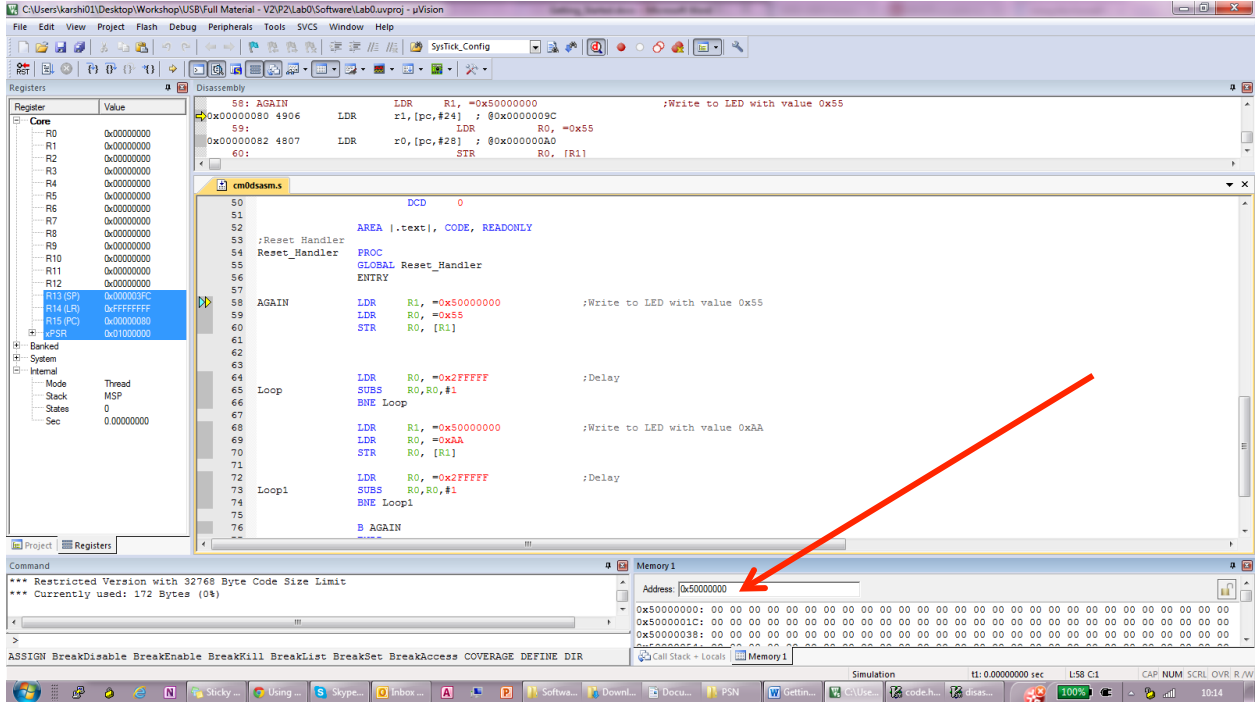 C:\Users\karshi01\Desktop\Workshop\USB\Full Material - V2\P2\Lab0\Software\Lab0.uvproj - µVision
File Edit View Project Flash Debug Peripherals Tools SVCS Window Help
SysTick_Config
RST
Registers
Register Value
Core
R0 0x00000000
R1 0x00000000
R2 0x00000000
R3 0x00000000
R4 0x00000000
R5 0x00000000
R6 0x00000000
R7 0x00000000
R8 0x00000000
R9 0x00000000
R10 0x00000000
R11 0x00000000
R12 0x00000000
R13 (SP) 0x000003FC
R14 (LR) 0xFFFFFFFF
R15 (PC) 0x00000080
xPSR 0x01000000
Banked
System
Internal
Mode Thread
Stack MSP
States 0
Sec 0.00000000
Project Registers
Disassembly
58: AGAIN LDR R1, =0x50000000 ;Write to LED with value 0x55
0x00000080 4906 LDR r1,[pc,#24] ; @0x0000009C
59: LDR R0, =0x55
0x00000082 4807 LDR r0,[pc,#28] ; @0x000000A0
60: STR R0, [R1]
cm0dsasm.s
50 DCD 0
51
52 AREA |.text|, CODE, READONLY
53 ;Reset Handler
54 Reset_Handler PROC
55 GLOBAL Reset_Handler
56 ENTRY
57
58 AGAIN LDR R1, =0x50000000 ;Write to LED with value 0x55
59 LDR R0, =0x55
60 STR R0, [R1]
61
62
63
64 LDR R0, =0x2FFFFF ;Delay
65 Loop SUBS R0,R0,#1
66 BNE Loop
67
68 LDR R1, =0x50000000 ;Write to LED with value 0xAA
69 LDR R0, =0xAA
70 STR R0, [R1]
71
72 LDR R0, =0x2FFFFF ;Delay
73 Loop1 SUBS R0,R0,#1
74 BNE Loop1
75
76 B AGAIN
Command
*** Restricted Version with 32768 Byte Code Size Limit
*** Currently used: 172 Bytes (0%)
>
ASSIGN BreakDisable BreakEnable BreakKill BreakList BreakSet BreakAccess COVERAGE DEFINE DIR
Memory 1
Address: 0x50000000
0x50000000: 00 00 00 00 00 00 00 00 00 00 00 00 00 00 00 00 00 00 00 00 00 00 00 00 00 00 00 00
0x5000001C: 00 00 00 00 00 00 00 00 00 00 00 00 00 00 00 00 00 00 00 00 00 00 00 00 00 00 00 00
0x50000038: 00 00 00 00 00 00 00 00 00 00 00 00 00 00 00 00 00 00 00 00 00 00 00 00 00 00 00 00
Call Stack + Locals Memory 1
Simulation t1: 0.00000000 sec L:58 C:1 CAP NUM SCRL OVR R/W
Sticky ... Using ... Skype... Inbox ... Softwa... Downl... Docu... PSN Gettin... C:\Use... code.h... disas... 100% 10:14